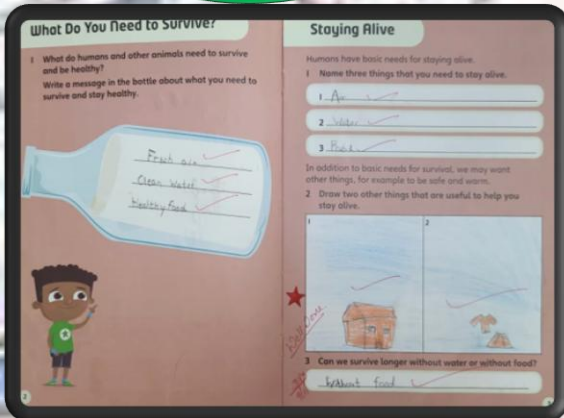 What Do You Need to Survive?
1 What do humans and other animals need to survive
and be healthy?
Write a message in the bottle about what you need to
survive and stay healthy.
Fresh air
Clean Water
Healthy Food
2
Staying Alive
Humans have basic needs for staying alive.
1 Name three things that you need to stay alive.
1 Air
2 Water
3 Food
In addition to basic needs for survival, we may want
other things, for example to be safe and warm.
2 Draw two other things that are useful to help you
stay alive.
1
2
Well done
3 Can we survive longer without water or without food?
without food